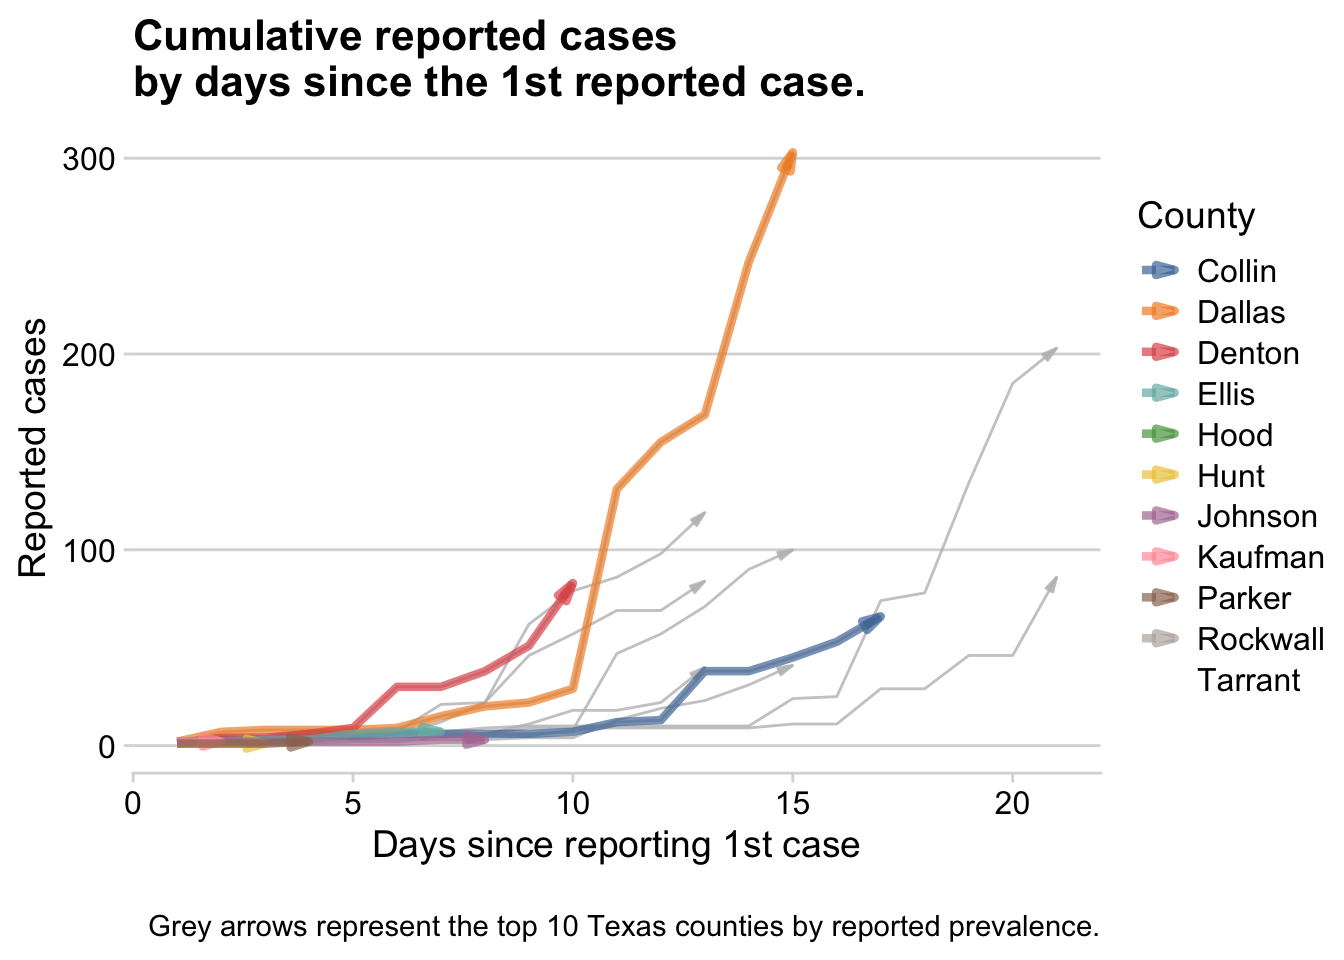 Cumulative reported cases
by days since the 1st reported case.
300
200
100
0
Reported cases
0 5 10 15 20
Days since reporting 1st case
County
Collin
Dallas
Denton
Ellis
Hood
Hunt
Johnson
Kaufman
Parker
Rockwall
Tarrant
Grey arrows represent the top 10 Texas counties by reported prevalence.